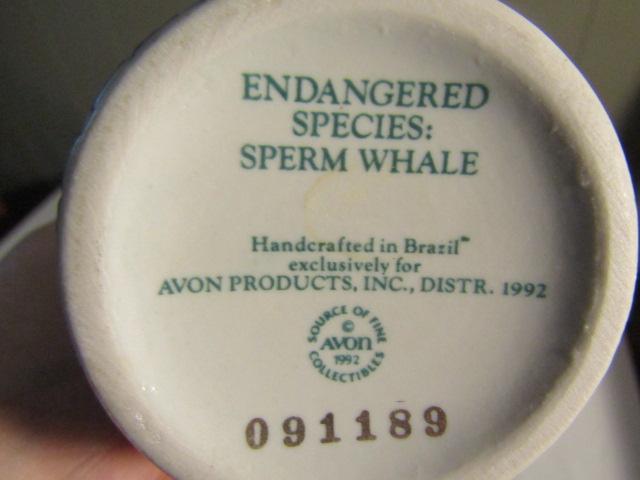 ENDANGERED
SPECIES:
SPERM WHALE
Handcrafted in Brazil™
exclusively for
AVON PRODUCTS, INC., DISTR. 1992
SOURCE OF FINE
©
AVON
1992
COLLECTIBLES
091189